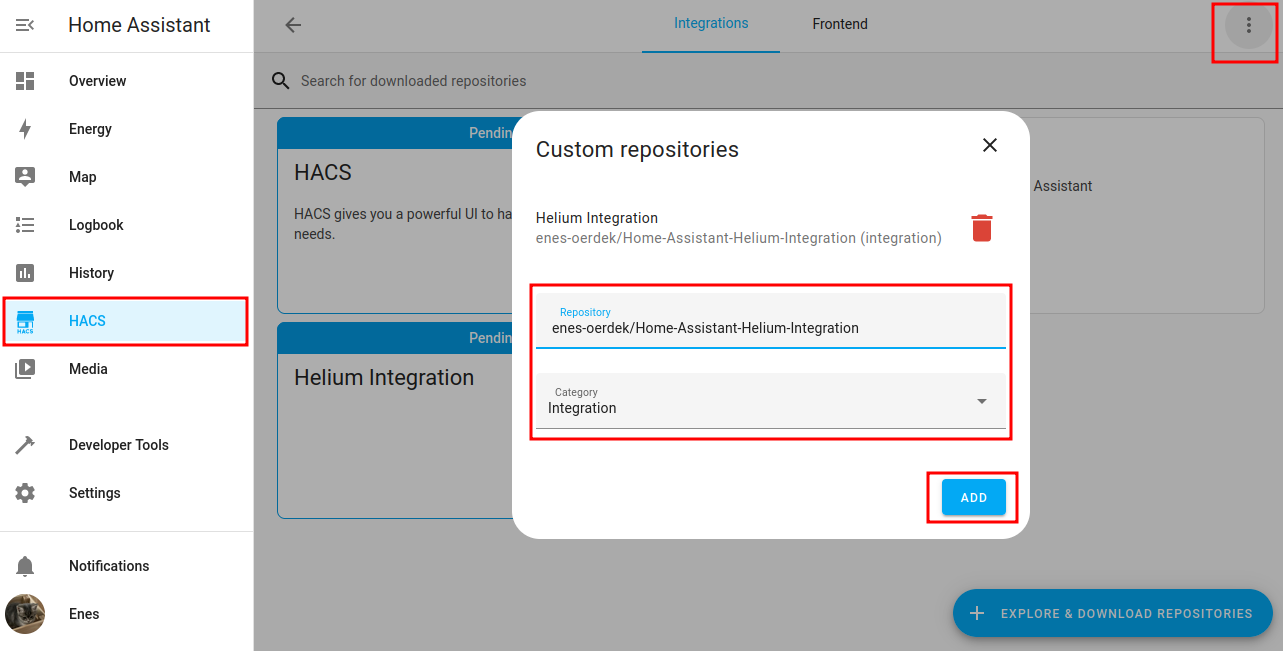 Home Assistant
Overview
Energy
Map
Logbook
History
HACS
HACS
Media
Developer Tools
Settings
Notifications
Enes
Integrations
Frontend
Search for downloaded repositories
Pendin
HACS
HACS gives you a powerful UI to ha
needs.
Assistant
Pendin
Helium Integration
Custom repositories
Helium Integration
enes-oerdek/Home-Assistant-Helium-Integration (integration)
Repository
enes-oerdek/Home-Assistant-Helium-Integration
Category
Integration
ADD
EXPLORE & DOWNLOAD REPOSITORIES